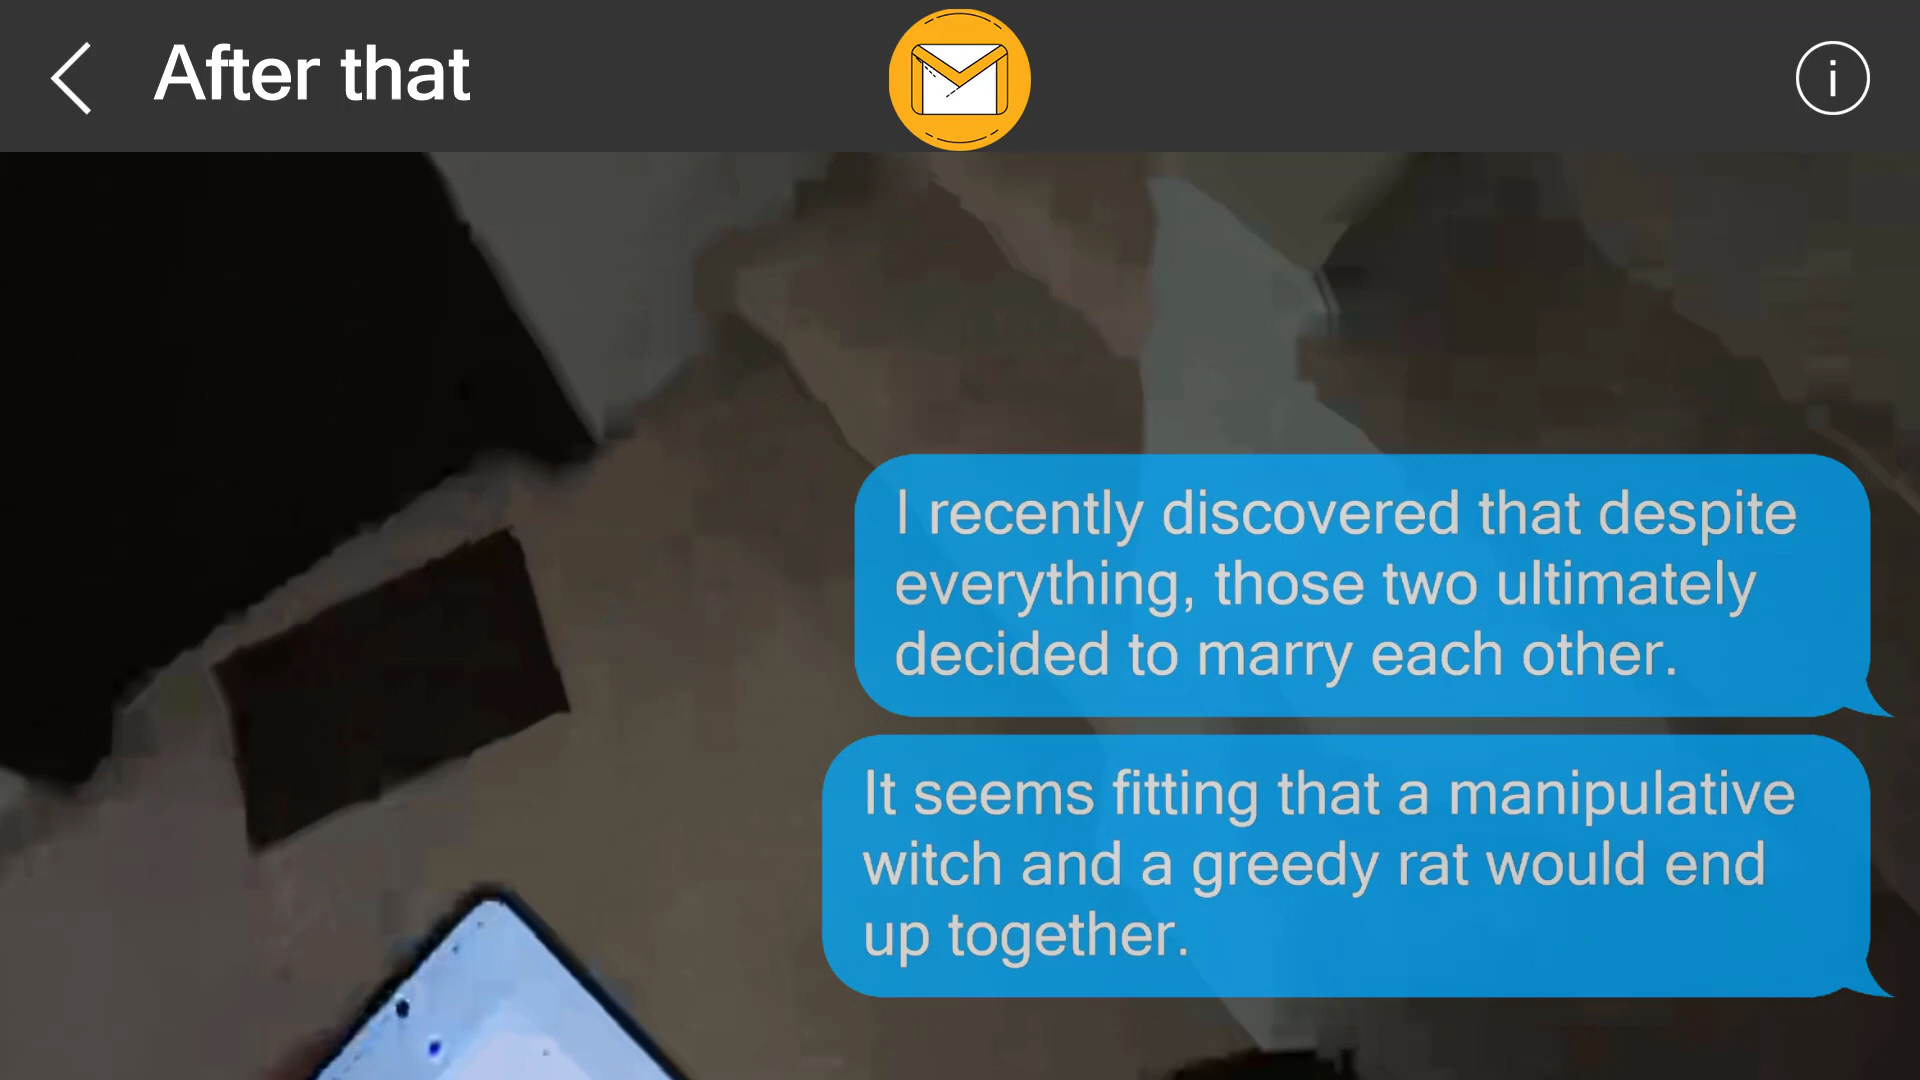 After that
I recently discovered that despite
everything, those two ultimately
decided to marry each other.
It seems fitting that a manipulative
witch and a greedy rat would end
up together.